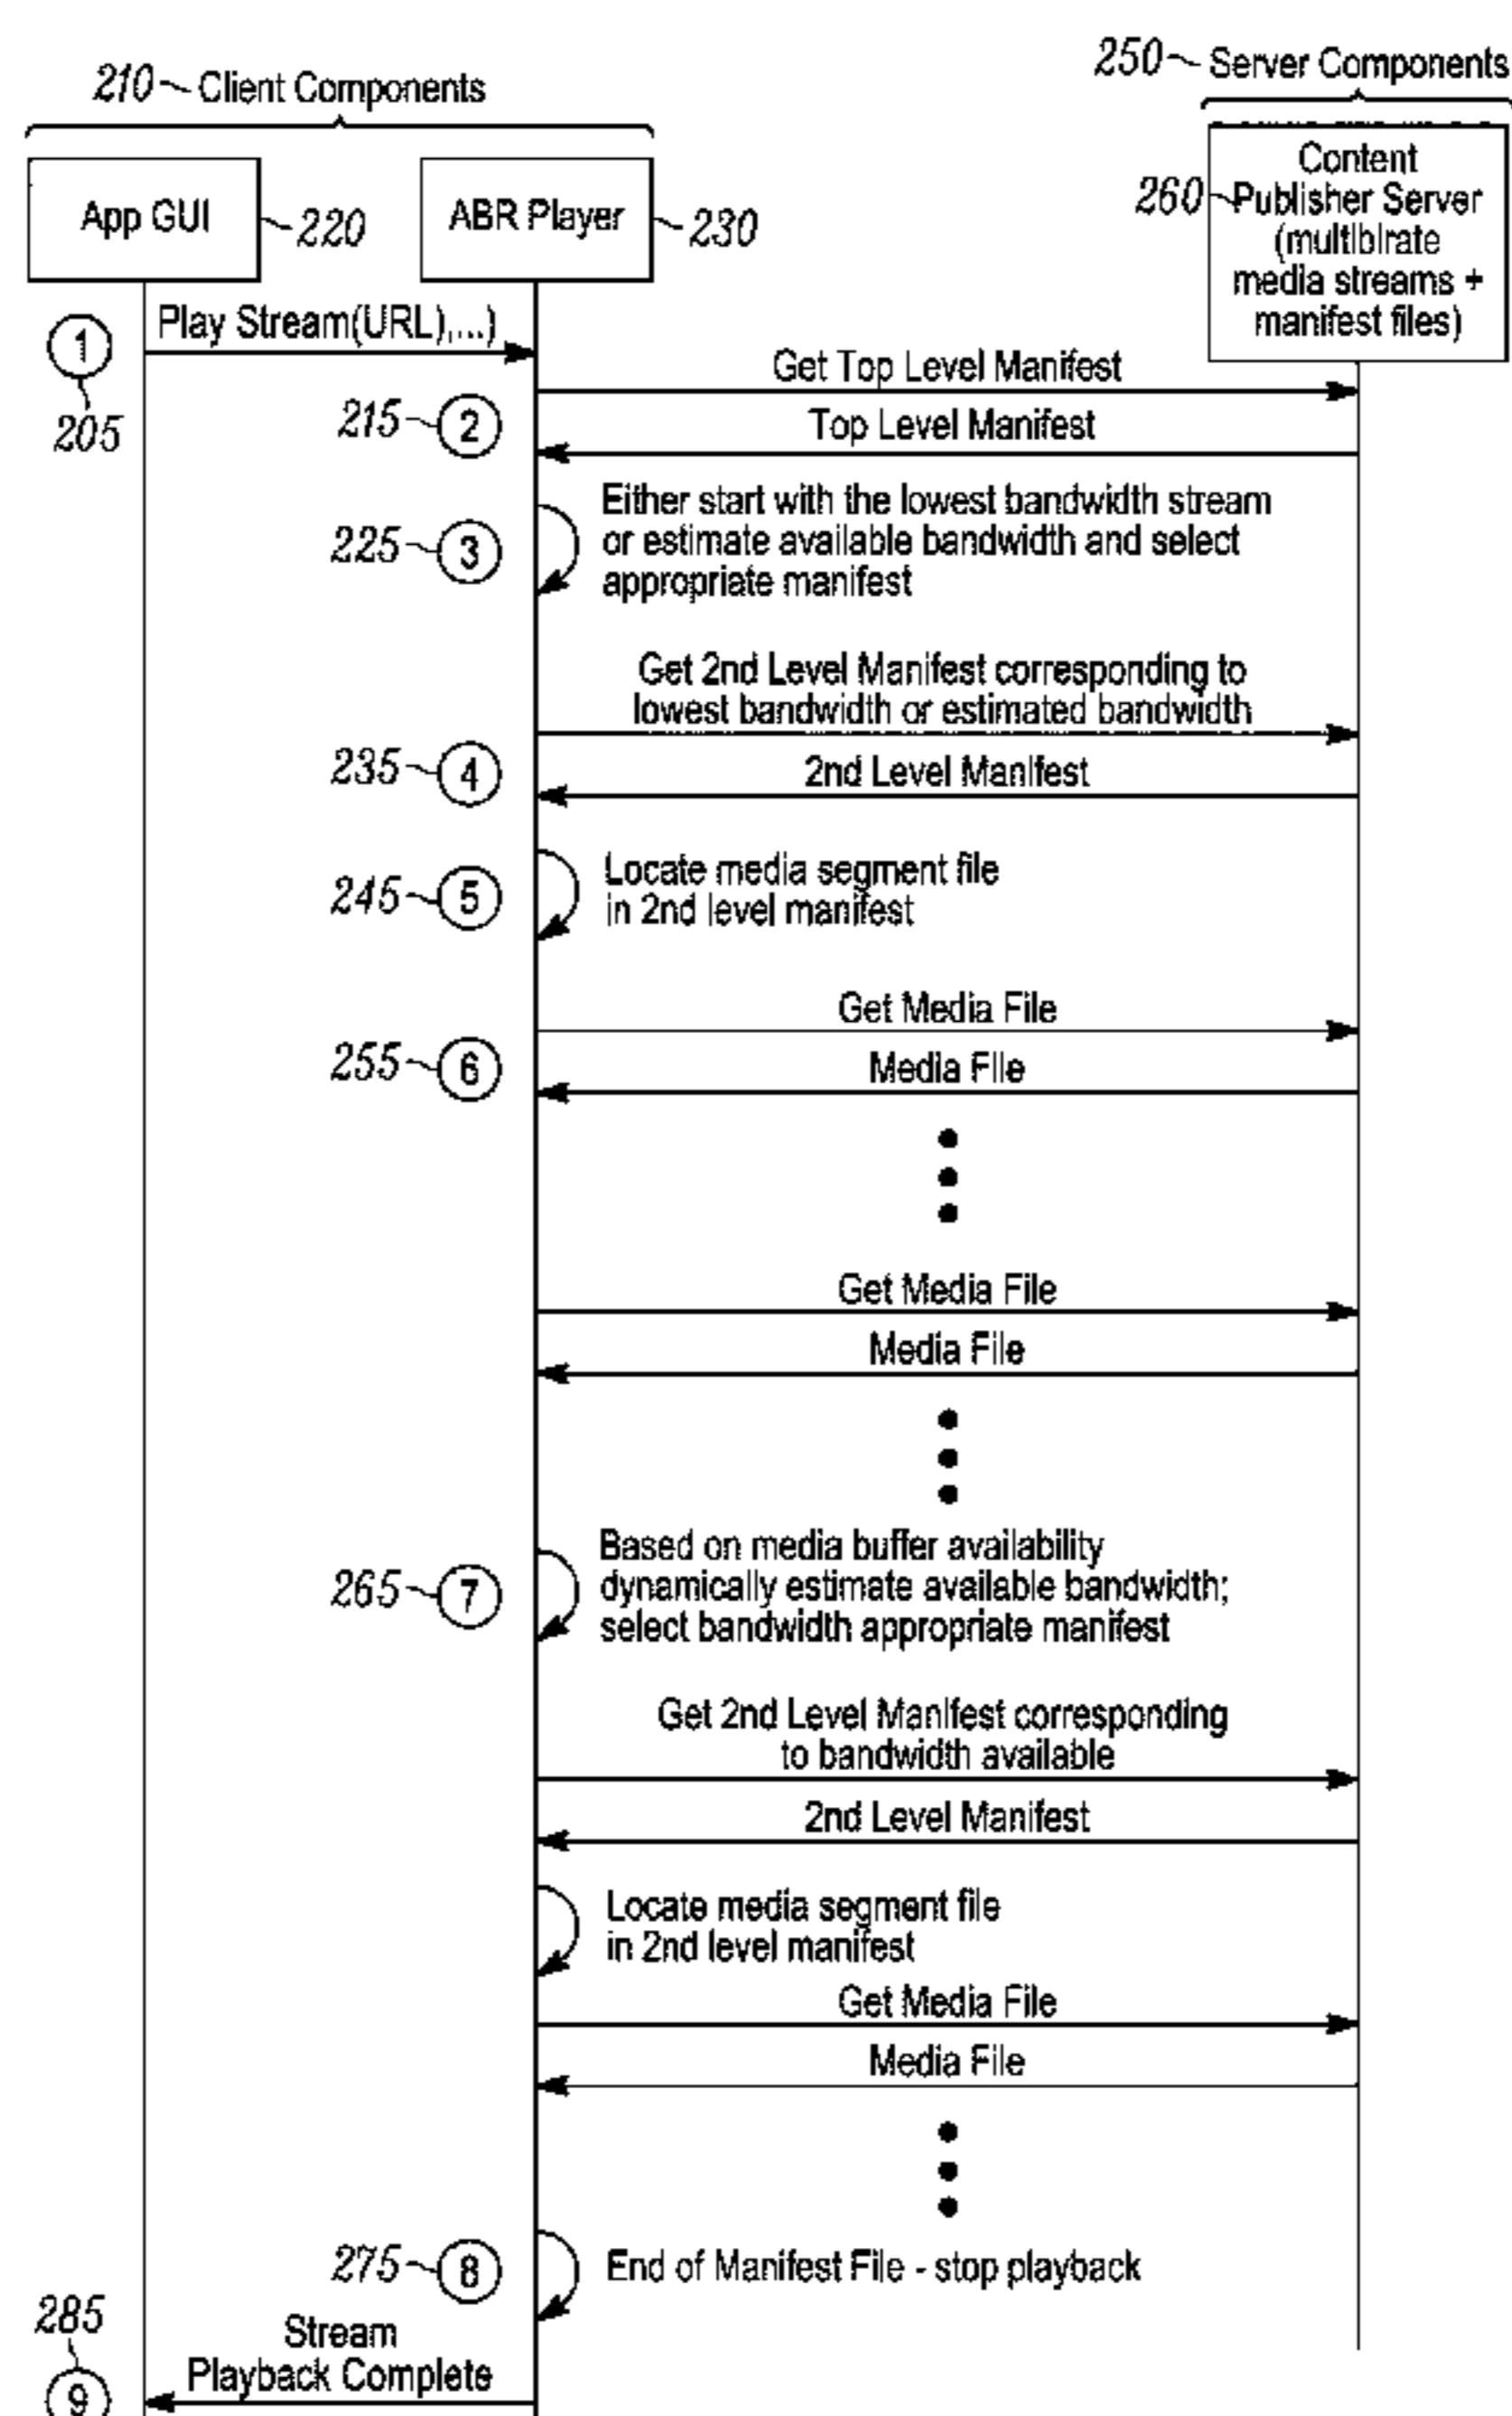 210 Client Components
250 Server Components
App GUI
220
ABR Player
230
260
Content
Publisher Server
(multibirate
media streams +
manifest files)
1
205
Play Stream(URL),...)
Get Top Level Manifest
215 2
Top Level Manifest
225 3
Either start with the lowest bandwidth stream
or estimate available bandwidth and select
appropriate manifest
Get 2nd Level Manifest corresponding to
lowest bandwidth or estimated bandwidth
235 4
2nd Level Manifest
245 5
Locate media segment file
in 2nd level manifest
Get Media File
255 6
Media File
Get Media File
Media File
265 7
Based on media buffer availability
dynamically estimate available bandwidth;
select bandwidth appropriate manifest
Get 2nd Level Manifest corresponding
to bandwidth available
2nd Level Manifest
Locate media segment file
in 2nd level manifest
Get Media File
Media File
275 8
End of Manifest File - stop playback
285
9
Stream
Playback Complete